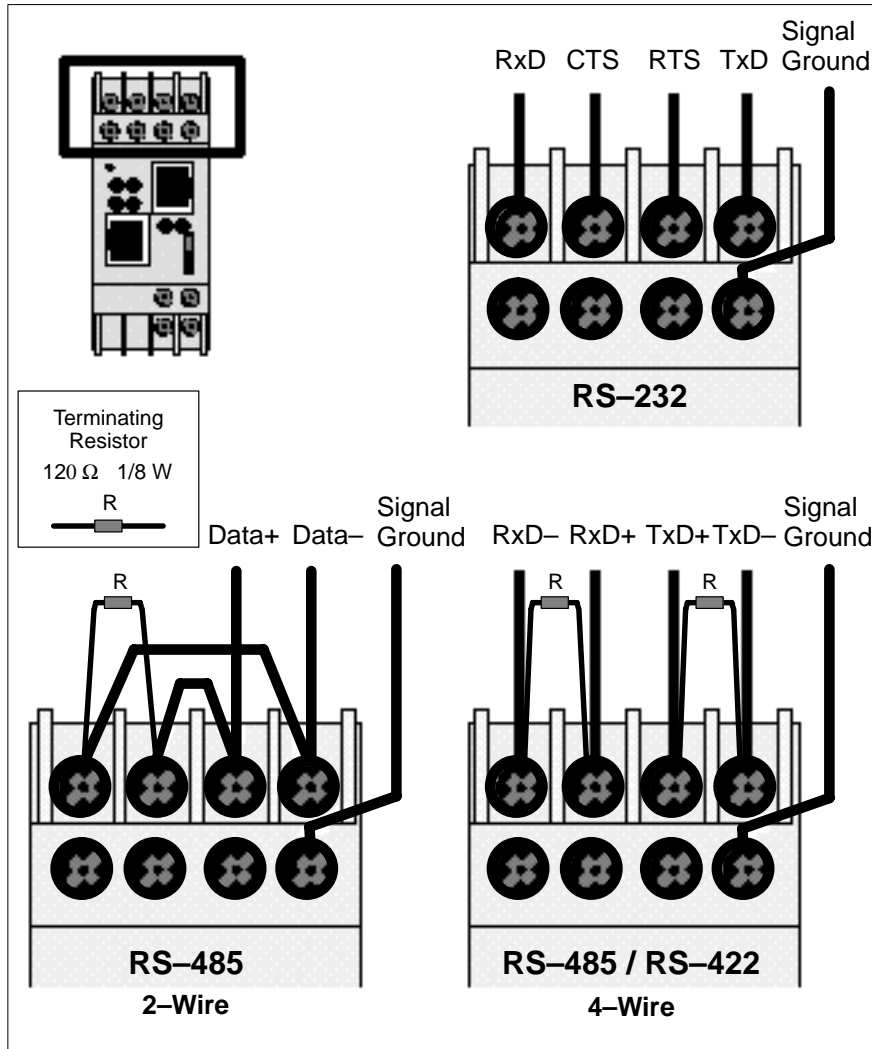 RxD CTS RTS TxD Signal Ground
RS–232
Terminating
Resistor
120 Ω 1/8 W
R
Data+ Data– Signal Ground
R
RS–485
2–Wire
RxD– RxD+ TxD+ TxD– Signal Ground
R R
RS–485 / RS–422
4–Wire